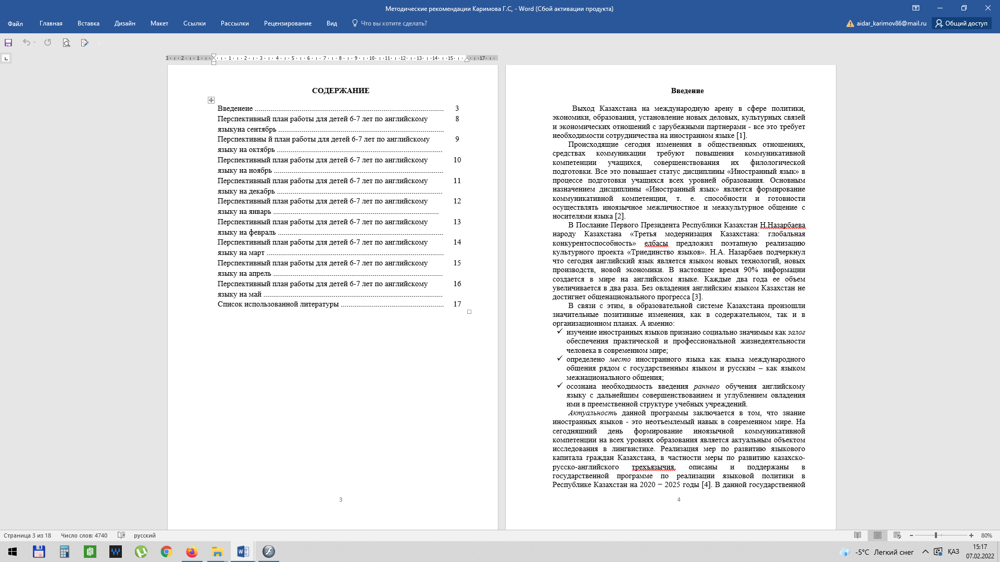 Методические рекомендации Каримова Г.С, - Word (Сбой активации продукта)
Файл Главная Вставка Дизайн Макет Ссылки Рассылки Рецензирование Вид Что вы хотите сделать? aidar_karimov86@mail.ru Общий доступ
3 2 1 1 2 3 4 5 6 7 8 9 10 11 12 13 14 15 17
СОДЕРЖАНИЕ
Введенеие ........ 3
Перспективный план работы для детей 6-7 лет по английскому 8
языкуна сентябрь ........
Перспективны й план работы для детей 6-7 лет по английскому 9
языку на октябрь ........
Перспективный план работы для детей 6-7 лет по английскому 10
языку на ноябрь ........
Перспективный план работы для детей 6-7 лет по английскому 11
языку на декабрь ........
Перспективный план работы для детей 6-7 лет по английскому 12
языку на январь ........
Перспективный план работы для детей 6-7 лет по английскому 13
языку на февраль ........
Перспективный план работы для детей 6-7 лет по английскому 14
языку на март ........
Перспективный план работы для детей 6-7 лет по английскому 15
языку на апрель ........
Перспективный план работы для детей 6-7 лет по английскому 16
языку на май ........
Список использованной литературы ........ 17
3
Введение
Выход Казахстана на международную арену в сфере политики,
экономики, образования, установление новых деловых, культурных связей
и экономических отношений с зарубежными партнерами - все это требует
необходимости сотрудничества на иностранном языке [1].
Происходящие сегодня изменения в общественных отношениях,
средствах коммуникации требуют повышения коммуникативной
компетенции учащихся, совершенствования их филологической
подготовки. Все это повышает статус дисциплины «Иностранный язык» в
процессе подготовки учащихся всех уровней образования. Основным
назначением дисциплины «Иностранный язык» является формирование
коммуникативной компетенции, т. е. способности и готовности
осуществлять иноязычное межличностное и межкультурное общение с
носителями языка [2].
В Послание Первого Президента Республики Казахстан Н.Назарбаева
народу Казахстана «Третья модернизация Казахстана: глобальная
конкурентоспособность» елбасы предложил поэтапную реализацию
культурного проекта «Триединство языков». Н.А. Назарбаев подчеркнул
что сегодня английский язык является языком новых технологий, новых
производств, новой экономики. В настоящее время 90% информации
создается в мире на английском языке. Каждые два года ее объем
увеличивается в два раза. Без овладения английским языком Казахстан не
достигнет общенационального прогресса [3].
В связи с этим, в образовательной системе Казахстана произошли
значительные позитивные изменения, как в содержательном, так и в
организационном планах. А именно:
✓ изучение иностранных языков признано социально значимым как залог
обеспечения практической и профессиональной жизнедеятельности
человека в современном мире;
✓ определено место иностранного языка как языка международного
общения рядом с государственным языком и русским – как языком
межнационального общения;
✓ осознана необходимость введения раннего обучения английскому
языку с дальнейшим совершенствованием и углублением овладения
ими в преемственной структуре учебных учреждений.
Актуальность данной программы заключается в том, что знание
иностранных языков - это неотъемлемый навык в современном мире. На
сегодняшний день формирование иноязычной коммуникативной
компетенции на всех уровнях образования является актуальным объектом
исследования в лингвистике. Реализация мер по развитию языкового
капитала граждан Казахстана, в частности меры по развитию казахско-
русско-английского трехъязычия, описаны и поддержаны в
государственной программе по реализации языковой политики в
Республике Казахстан на 2020 − 2025 годы [4]. В данной государственной
4
Страница 3 из 18 Число слов: 4740 русский 80%
-5°C Легкий снег ҚАЗ 15:17
07.02.2022